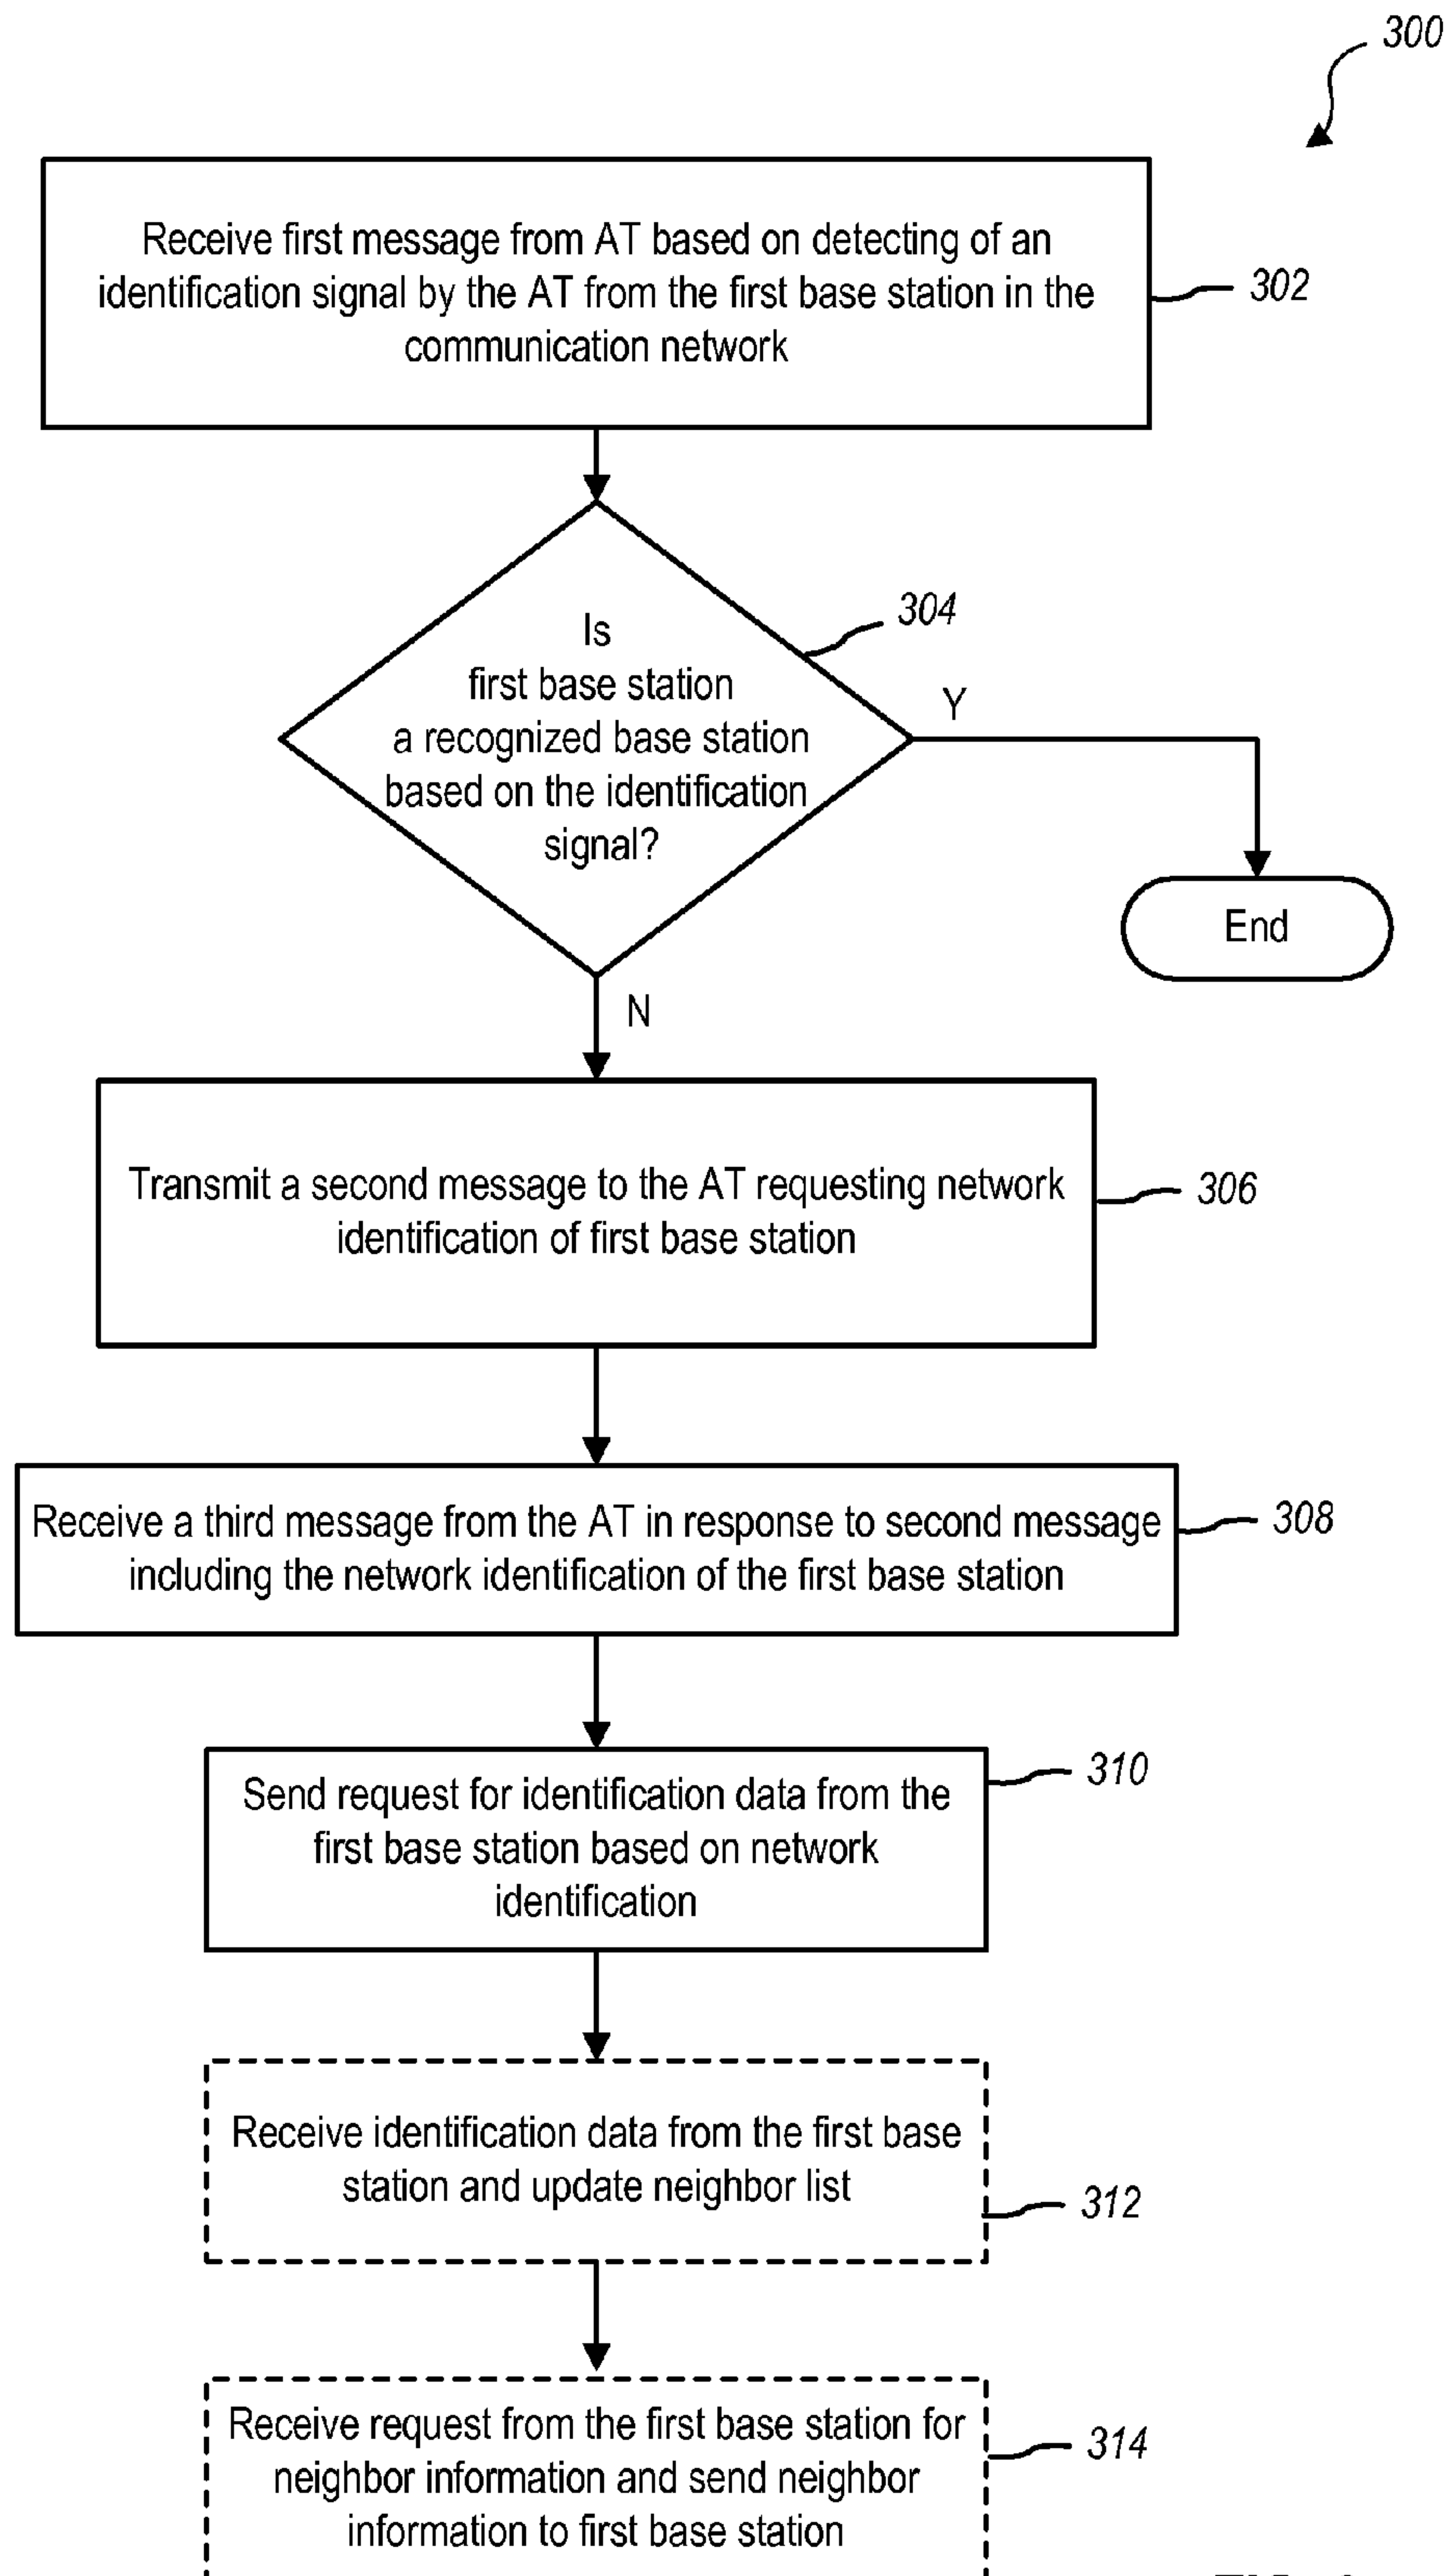 300
Receive first message from AT based on detecting of an
identification signal by the AT from the first base station in the
communication network
302
Is
first base station
a recognized base station
based on the identification
signal?
304
Y
End
N
Transmit a second message to the AT requesting network
identification of first base station
306
Receive a third message from the AT in response to second message
including the network identification of the first base station
308
Send request for identification data from the
first base station based on network
identification
310
Receive identification data from the first base
station and update neighbor list
312
Receive request from the first base station for
neighbor information and send neighbor
information to first base station
314